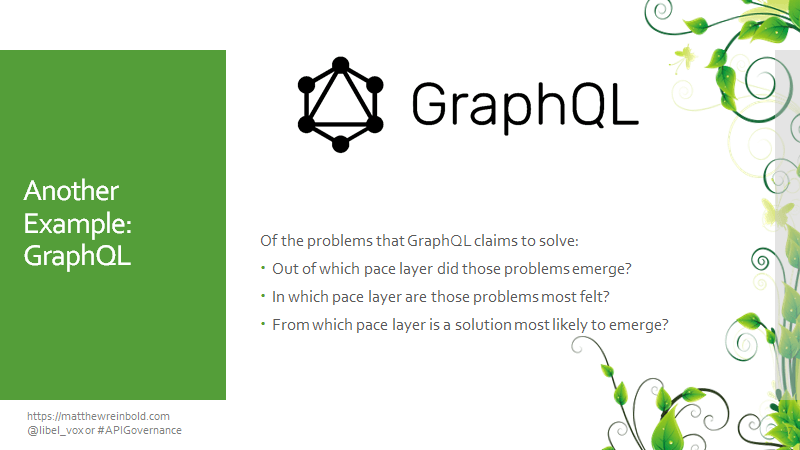 GraphQL
Another
Example:
GraphQL
Of the problems that GraphQL claims to solve:
• Out of which pace layer did those problems emerge?
• In which pace layer are those problems most felt?
• From which pace layer is a solution most likely to emerge?
https://matthewreinbold.com
@libel_vox or #APIGovernance